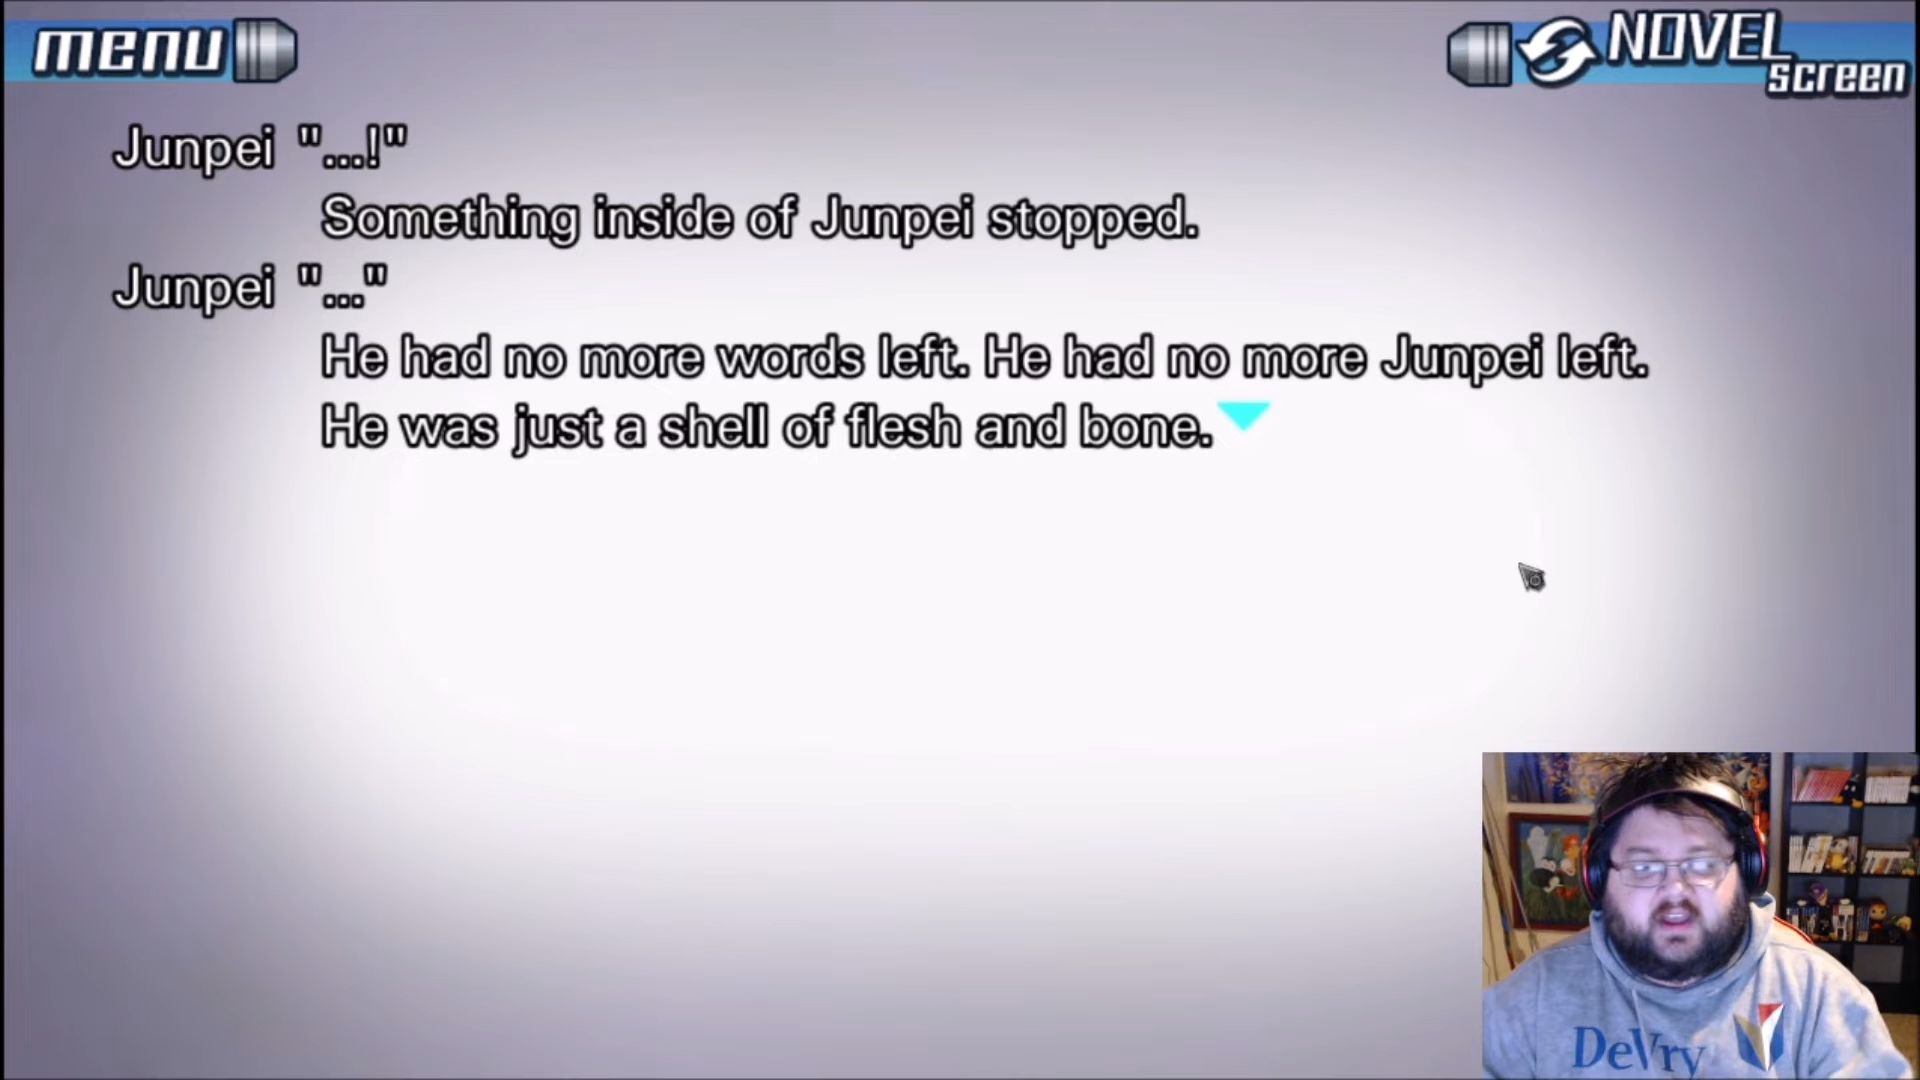 menu
NOVEL
screen
Junpei "...!"
Something inside of Junpei stopped.
Junpei "..."
He had no more words left. He had no more Junpei left.
He was just a shell of flesh and bone.
DeVry